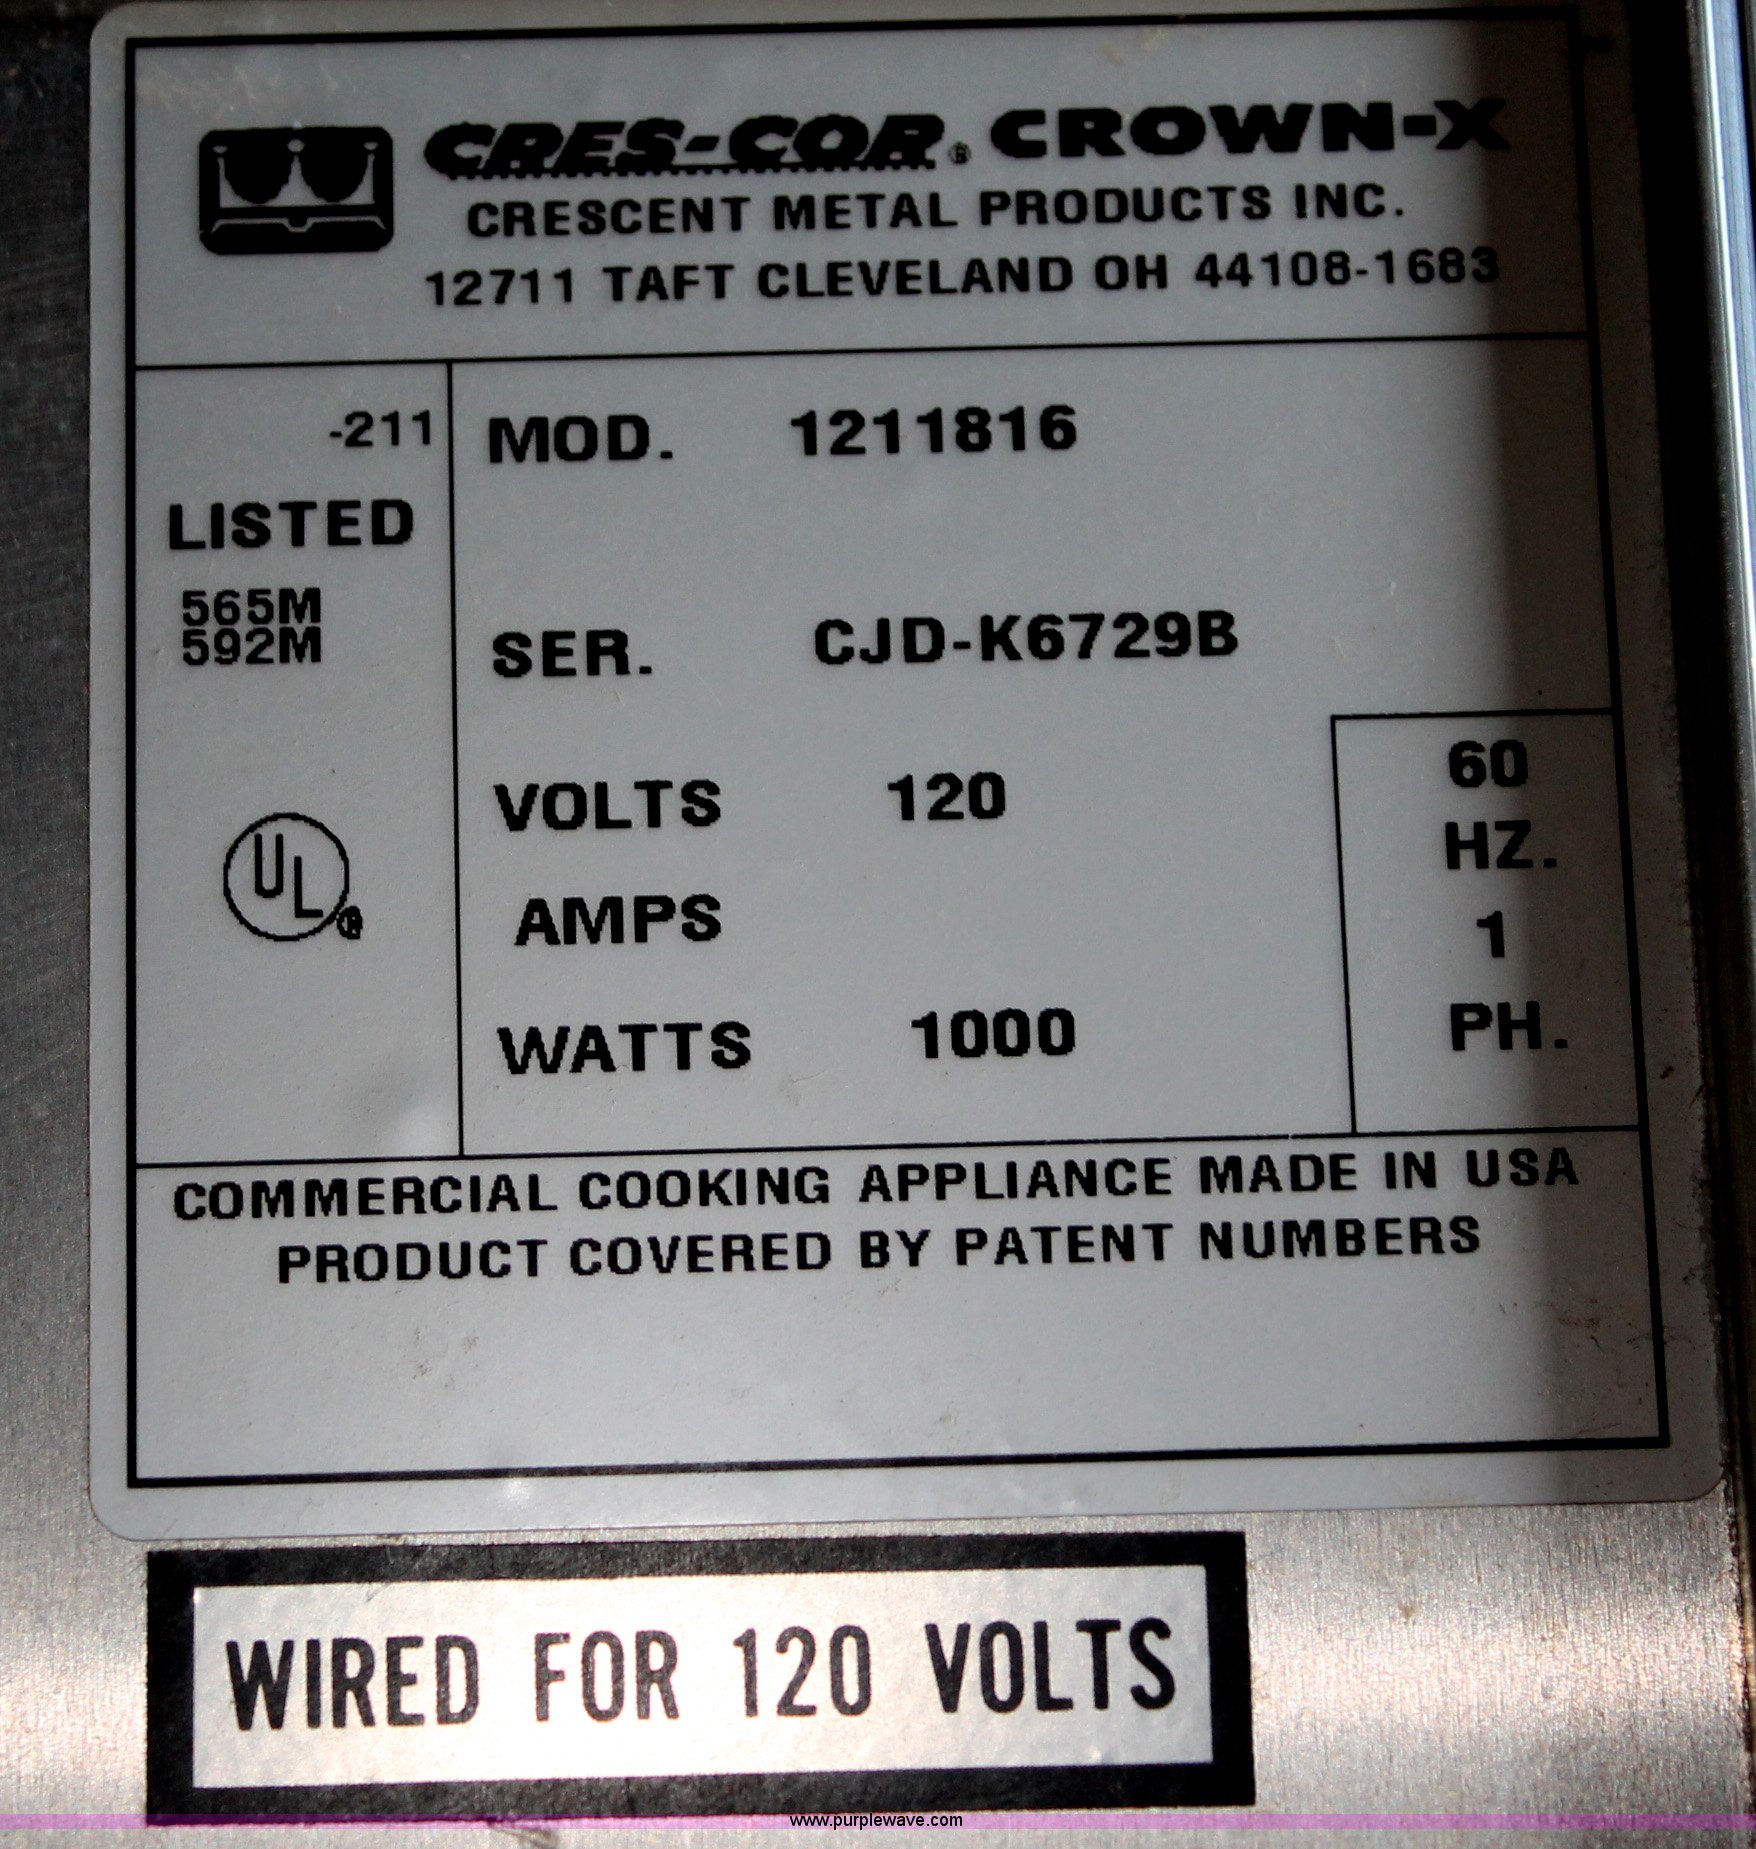 CRES-COR® CROWN-X
CRESCENT METAL PRODUCTS INC.
12711 TAFT CLEVELAND OH 44108-1683
-211
LISTED
565M
592M
UL®
MOD. 1211816
SER. CJD-K6729B
VOLTS 120
AMPS
WATTS 1000
60
HZ.
1
PH.
COMMERCIAL COOKING APPLIANCE MADE IN USA
PRODUCT COVERED BY PATENT NUMBERS
WIRED FOR 120 VOLTS
www.purplewave.com